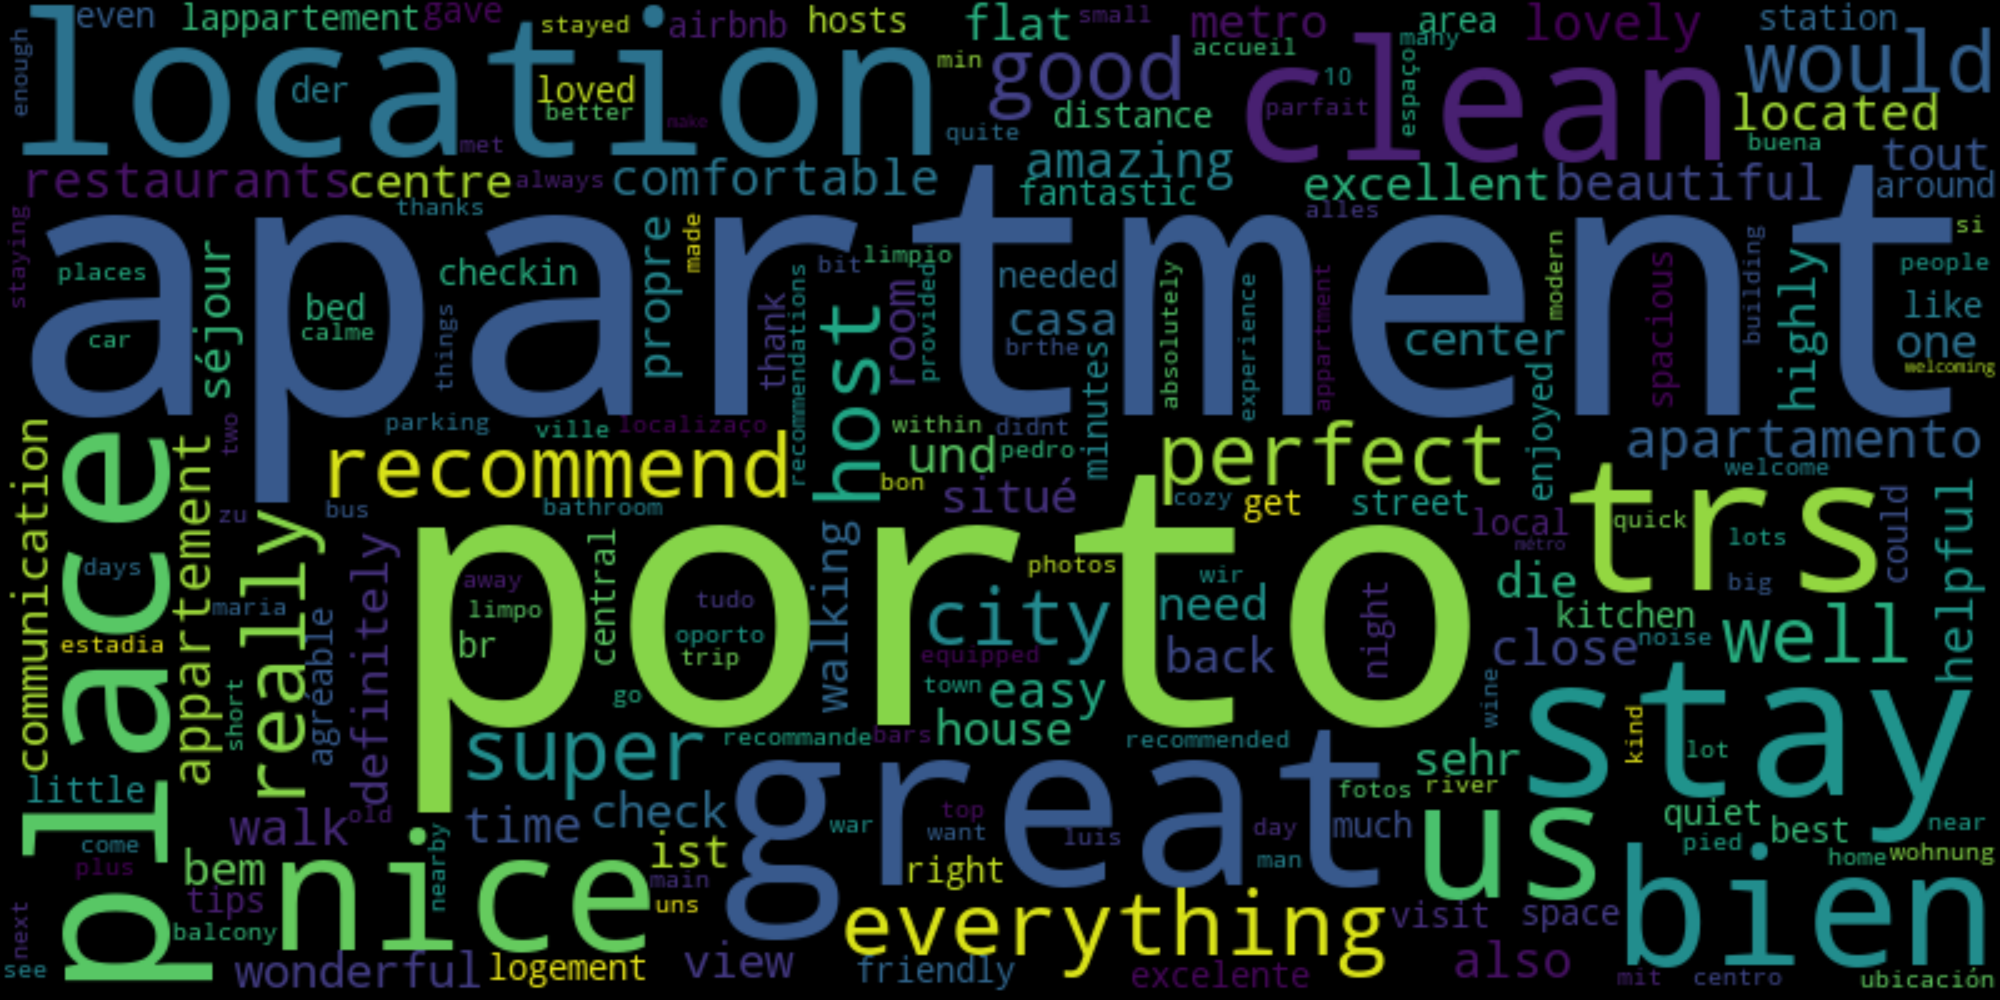 even lappartement gave stayed airbnb hosts flat small metro area lovely station
enough location der loved better min good accueil 10 many would
met make quite distance clean parfait espaço located buena
restaurants centre always comfortable amazing fantastic excellent beautiful tout around
staying thanks alles si
apartment
places séjour checkin propre made bit limpio needed modern building people
car bed calme things thank recommendations room provided casa brthe absolutely experience appartment center spacious highly like one welcoming
host minutes enjoyed
parking ville localizaço within didnt pedro
communication place appartement two recommend und perfect apartamento welcome
zu bus bathroom bon situé cozy get street local trs could helpful
really porto photos métro quick lots
days definitely away central walking wir night die big
maria limpo tudo city need kitchen
estadia agréable br oporto trip equipped back close noise well
short go town easy wine stay
super recommande bars house recommended kind lot
little great sehr fotos river
walk old time check top war want luis day much us quiet best near
come nearby pied
plus bem nice ist right man home wohnung
tips main uns everything visit space bien
next balcony
see wonderful logement view friendly excelente also mit centro ubicación